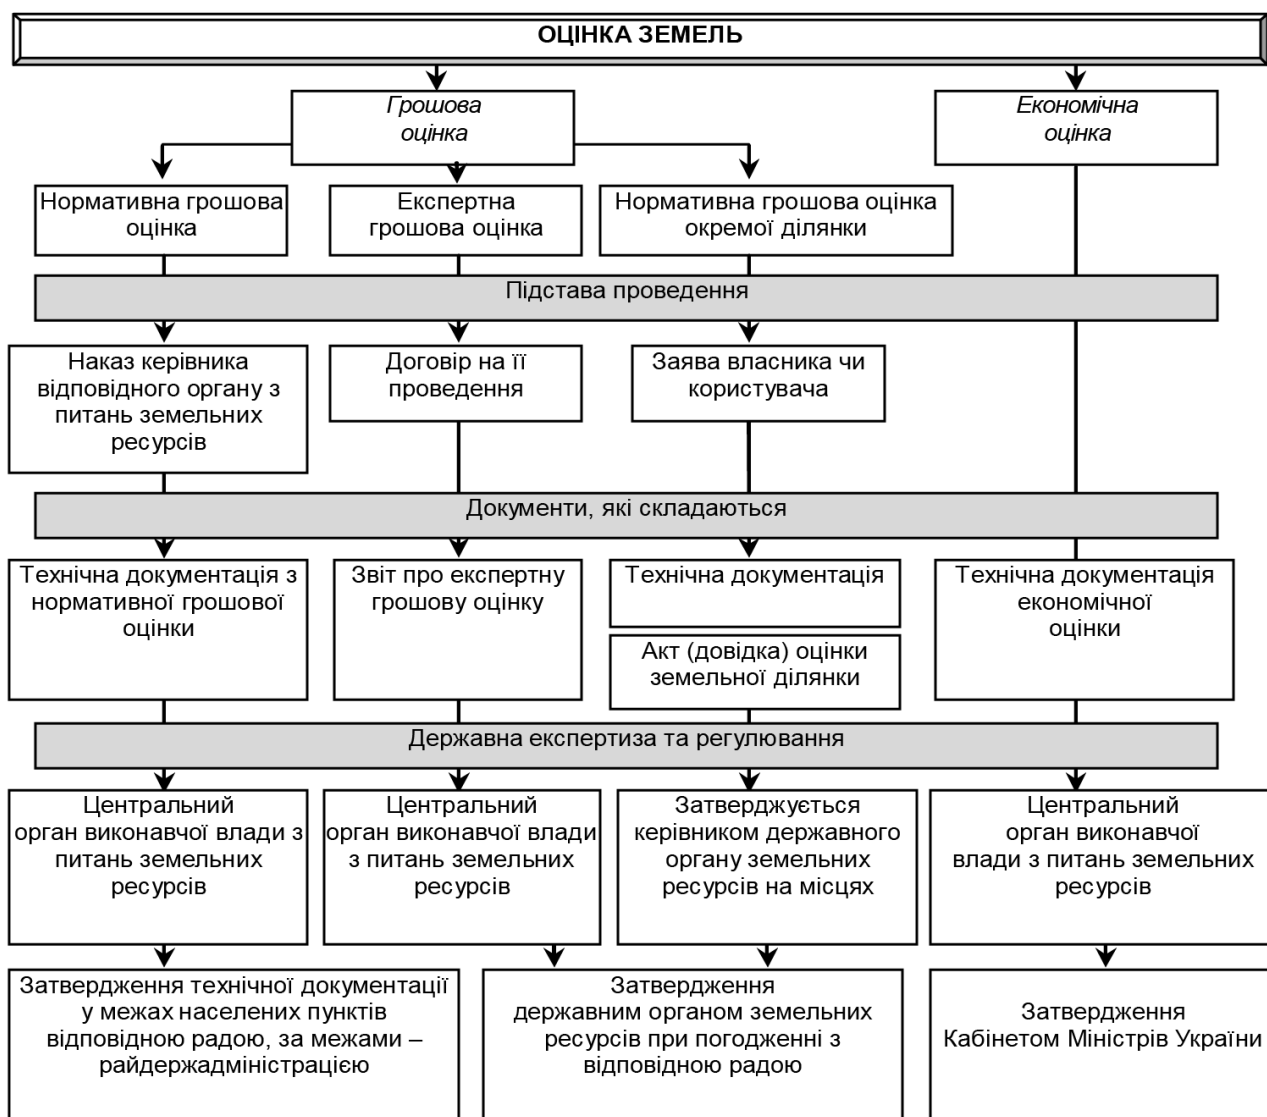 ОЦІНКА ЗЕМЕЛЬ
Грошова
оцінка
Економічна
оцінка
Нормативна грошова
оцінка
Експертна
грошова оцінка
Нормативна грошова оцінка
окремої ділянки
Підстава проведення
Наказ керівника
відповідного органу з
питань земельних
ресурсів
Договір на її
проведення
Заява власника чи
користувача
Документи, які складаються
Технічна документація з
нормативної грошової
оцінки
Звіт про експертну
грошову оцінку
Технічна документація
Акт (довідка) оцінки
земельної ділянки
Технічна документація
економічної
оцінки
Державна експертиза та регулювання
Центральний
орган виконавчої влади з
питань земельних
ресурсів
Центральний
орган виконавчої влади
з питань земельних
ресурсів
Затверджується
керівником державного
органу земельних
ресурсів на місцях
Центральний
орган виконавчої
влади з питань земельних
ресурсів
Затвердження технічної документації
у межах населених пунктів
відповідною радою, за межами –
райдержадміністрацією
Затвердження
державним органом земельних
ресурсів при погодженні з
відповідною радою
Затвердження
Кабінетом Міністрів України